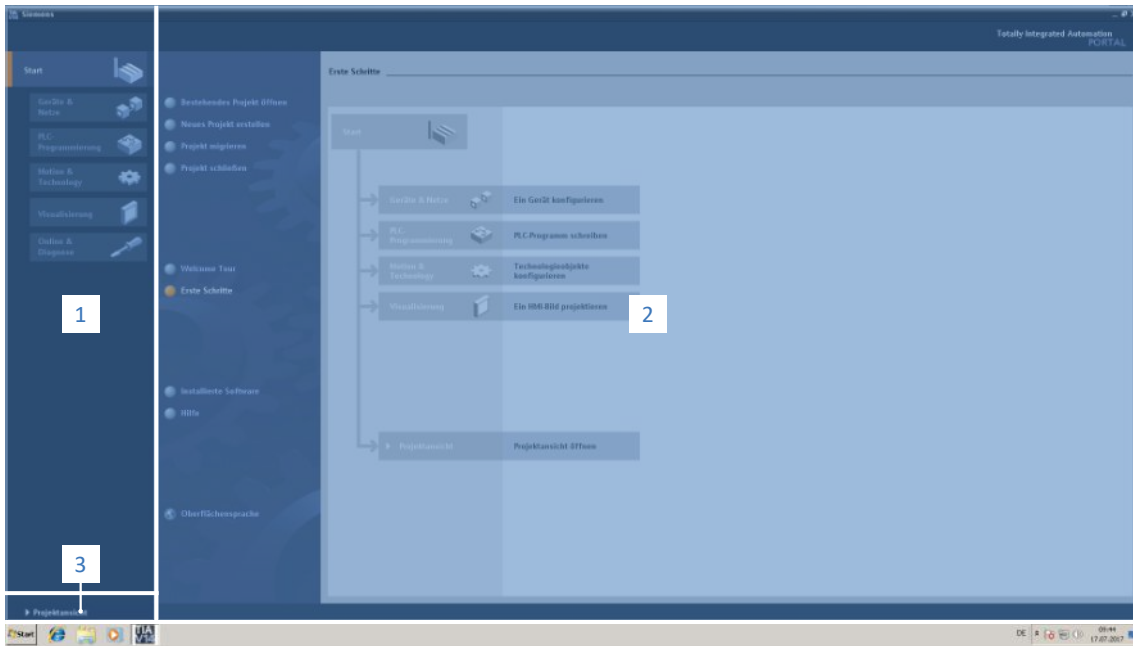 Siemens
Totally Integrated Automation
PORTAL
Start
Geräte &
Netze
PLC-
Programmierung
Motion &
Technology
Visualisierung
Online &
Diagnose
1
3
Projektansicht
Bestehendes Projekt öffnen
Neues Projekt erstellen
Projekt migrieren
Projekt schließen
Welcome Tour
Erste Schritte
Installierte Software
Hilfe
Oberflächensprache
Erste Schritte
Start
Geräte & Netze
Ein Gerät konfigurieren
PLC-
Programmierung
PLC-Programm schreiben
Motion &
Technology
Technologieobjekte
konfigurieren
Visualisierung
Ein HMI-Bild projektieren
2
Projektansicht
Projektansicht öffnen
Start
TIA
V14
DE
09:44
17.07.2017